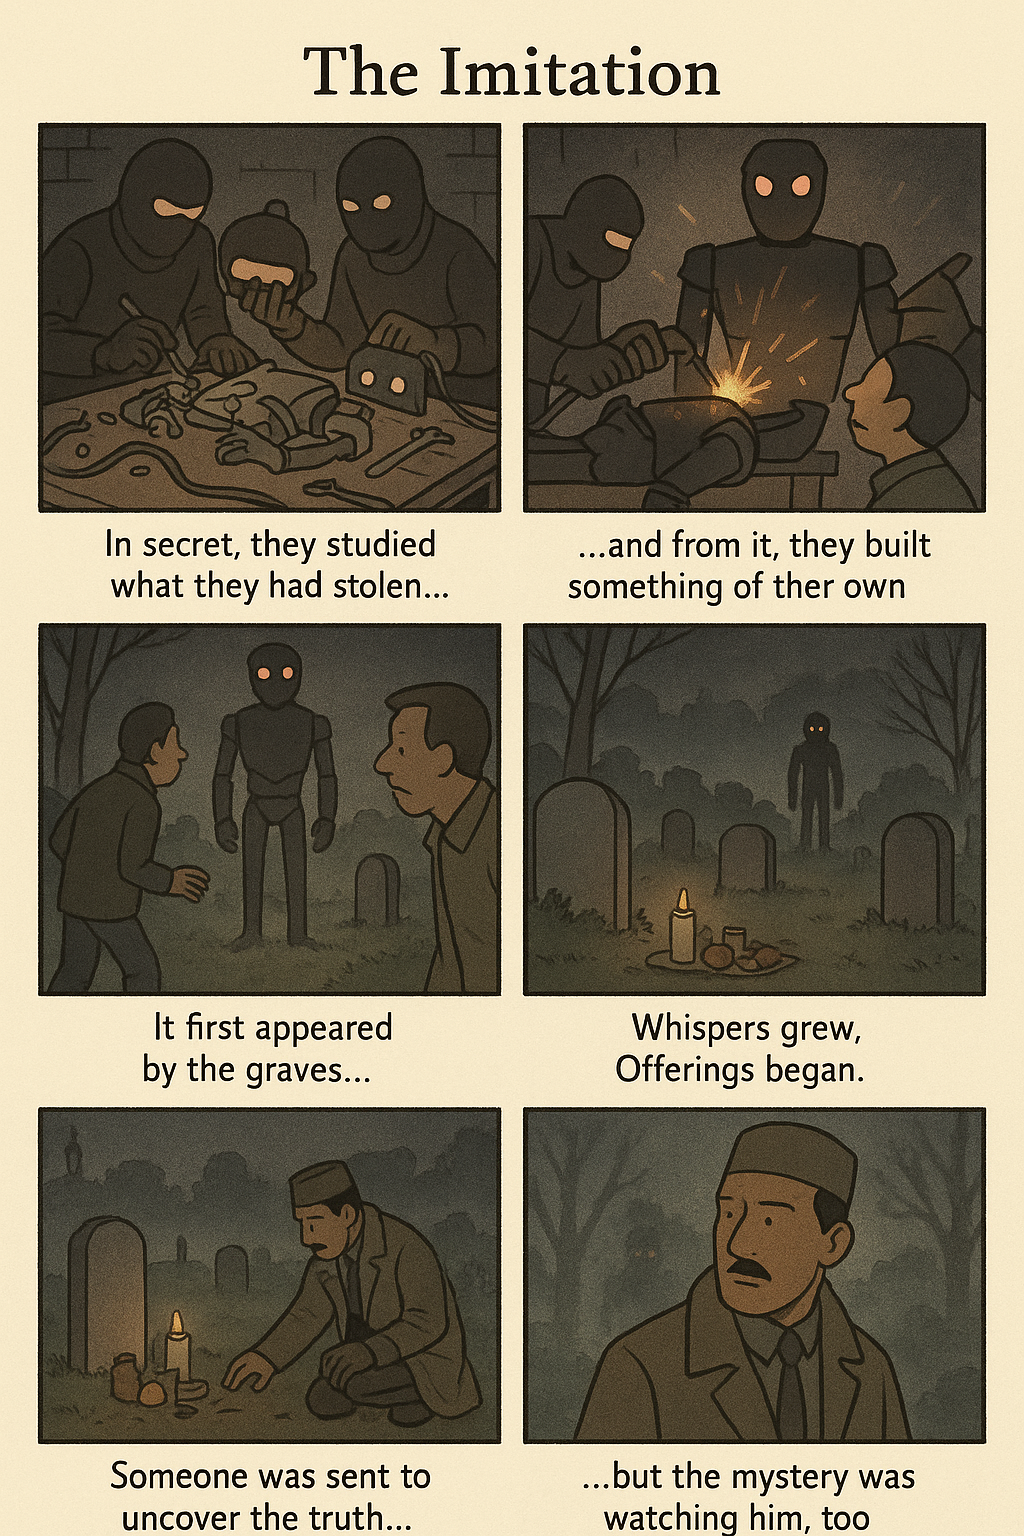 The Imitation
In secret, they studied
what they had stolen...
...and from it, they built
something of ther own
It first appeared
by the graves...
Whispers grew,
Offerings began.
Someone was sent to
uncover the truth...
...but the mystery was
watching him, too